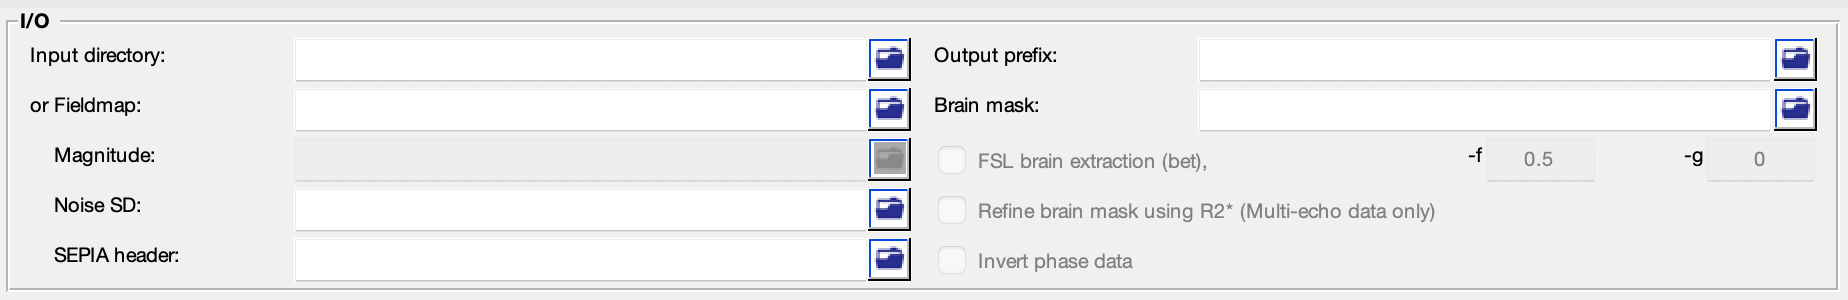 I/O
Input directory:
Output prefix:
or Fieldmap:
Brain mask:
Magnitude:
FSL brain extraction (bet),
-f
0.5
-g
0
Noise SD:
Refine brain mask using R2* (Multi-echo data only)
SEPIA header:
Invert phase data